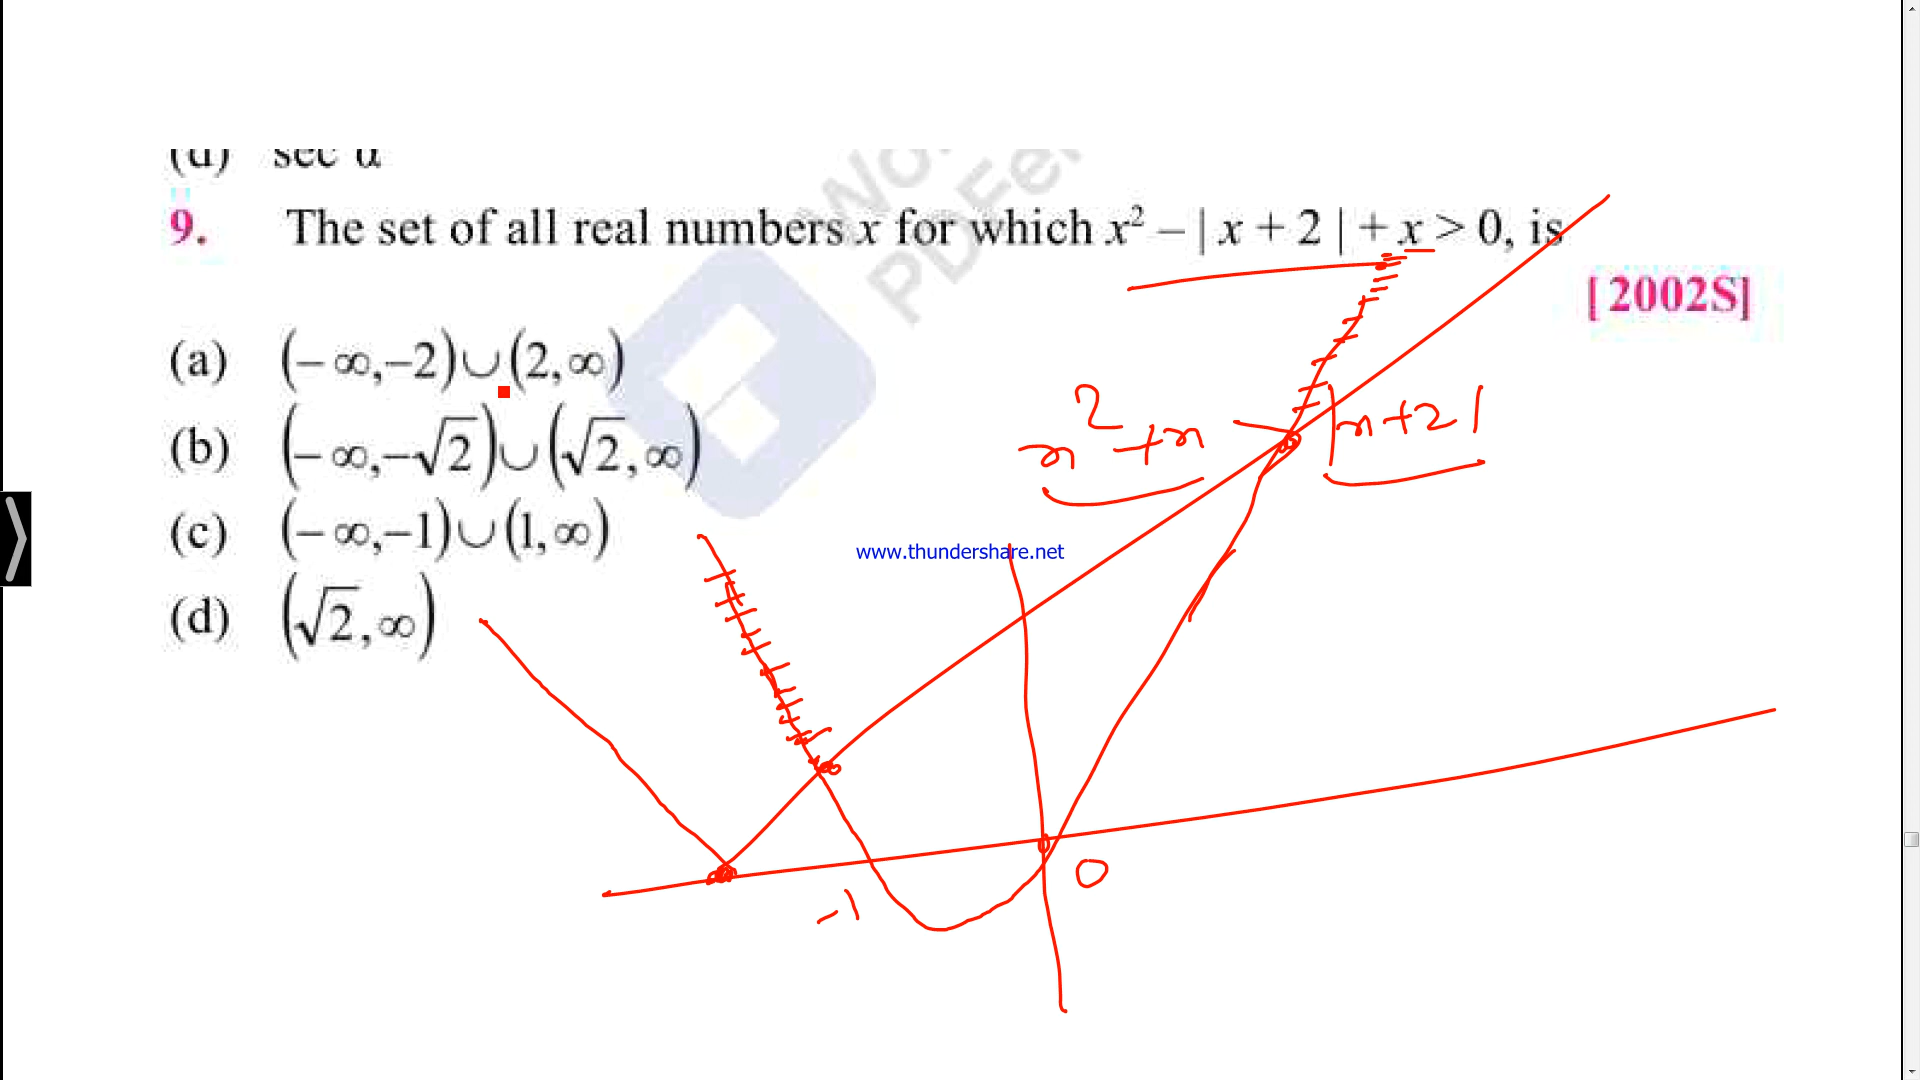 (d) sec α
9. The set of all real numbers x for which x² – | x + 2 | + x > 0, is
[2002S]
(a) (– ∞,–2)∪(2,∞)
(b) (– ∞,–√2)∪(√2,∞)
(c) (– ∞,–1)∪(1,∞)
(d) (√2,∞)
x² + x > |x+2|
www.thundershare.net
-1
0